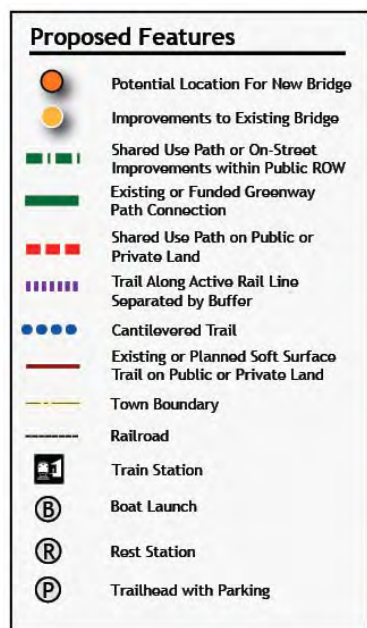 Proposed Features
Potential Location For New Bridge
Improvements to Existing Bridge
Shared Use Path or On-Street
Improvements within Public ROW
Existing or Funded Greenway
Path Connection
Shared Use Path on Public or
Private Land
Trail Along Active Rail Line
Separated by Buffer
Cantilevered Trail
Existing or Planned Soft Surface
Trail on Public or Private Land
Town Boundary
Railroad
Train Station
B Boat Launch
R Rest Station
P Trailhead with Parking